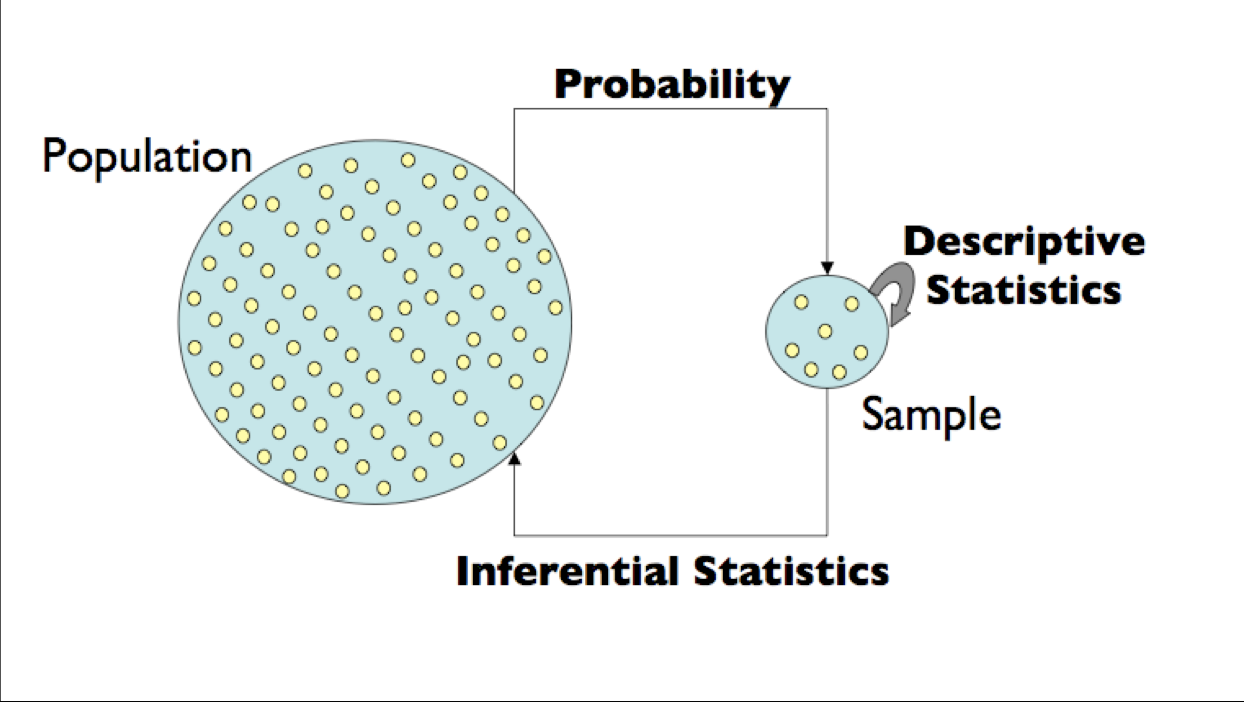 Probability
Population
Descriptive
Statistics
Sample
Inferential Statistics